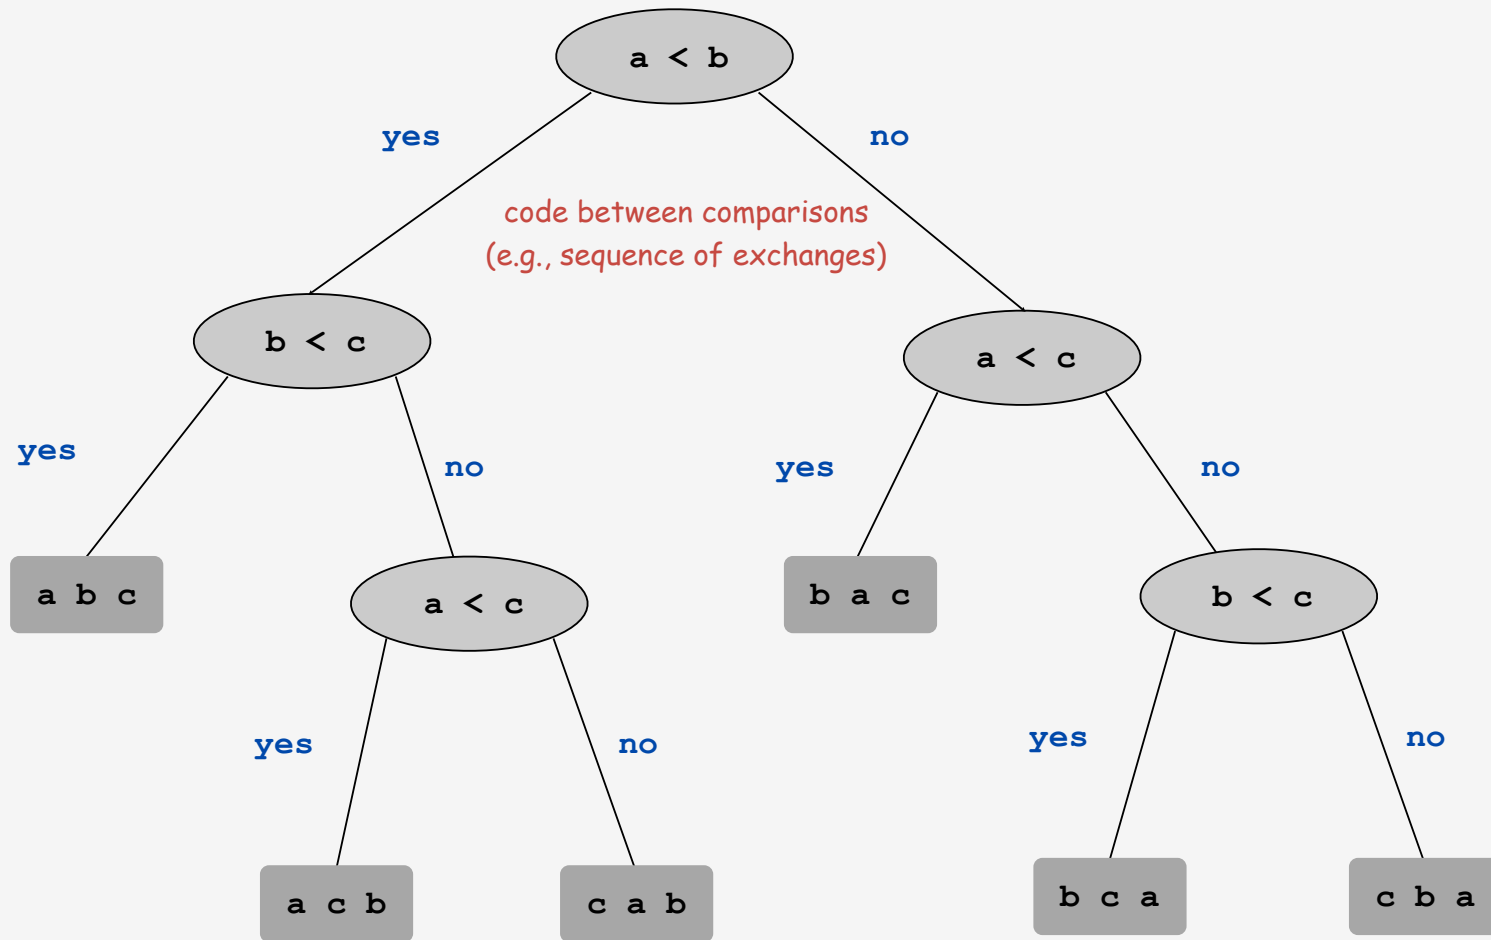 a < b
yes
no
code between comparisons
(e.g., sequence of exchanges)
b < c
a < c
yes
no
yes
no
a b c
a < c
b a c
b < c
yes
no
yes
no
a c b
c a b
b c a
c b a